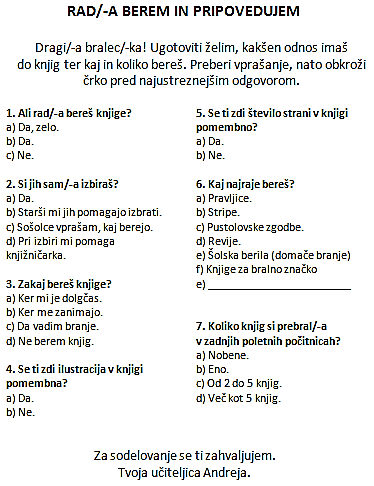 RAD/-A BEREM IN PRIPOVEDUJEM
Dragi/-a bralec/-ka! Ugotoviti želim, kakšen odnos imaš
do knjig ter kaj in koliko bereš. Preberi vprašanje, nato obkroži
črko pred najustreznejšim odgovorom.
1. Ali rad/-a bereš knjige?
a) Da, zelo.
b) Da.
c) Ne.
2. Si jih sam/-a izbiraš?
a) Da.
b) Starši mi jih pomagajo izbrati.
c) Sošolce vprašam, kaj berejo.
d) Pri izbiri mi pomaga
knjižničarka.
3. Zakaj bereš knjige?
a) Ker mi je dolgčas.
b) Ker me zanimajo.
c) Da vadim branje.
d) Ne berem knjig.
4. Se ti zdi ilustracija v knjigi
pomembna?
a) Da.
b) Ne.
5. Se ti zdi število strani v knjigi
pomembno?
a) Da.
b) Ne.
6. Kaj najraje bereš?
a) Pravljice.
b) Stripe.
c) Pustolovske zgodbe.
d) Revije.
e) Šolska berila (domače branje)
f) Knjige za bralno značko
e) ________________________
7. Koliko knjig si prebral/-a
v zadnjih poletnih počitnicah?
a) Nobene.
b) Eno.
c) Od 2 do 5 knjig.
d) Več kot 5 knjig.
Za sodelovanje se ti zahvaljujem.
Tvoja učiteljica Andreja.